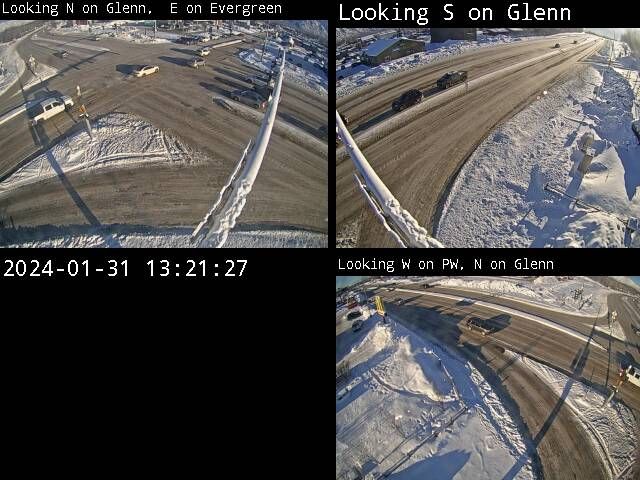 Looking N on Glenn,  E on Evergreen
Looking S on Glenn
2024-01-31 13:21:27
Looking W on PW, N on Glenn